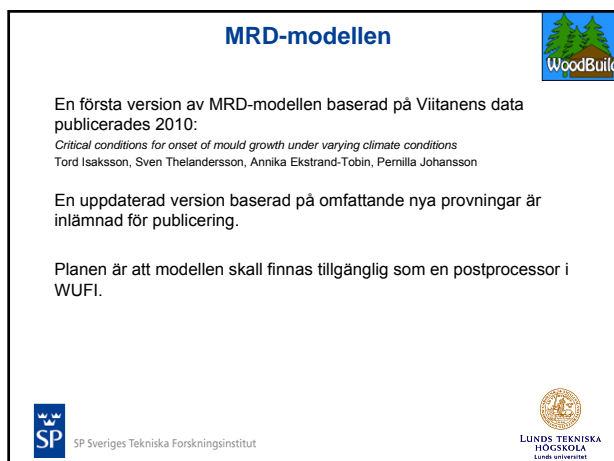 MRD-modellen
WoodBuild
En första version av MRD-modellen baserad på Viitanens data
publicerades 2010:
Critical conditions for onset of mould growth under varying climate conditions
Tord Isaksson, Sven Thelandersson, Annika Ekstrand-Tobin, Pernilla Johansson
En uppdaterad version baserad på omfattande nya provningar är
inlämnad för publicering.
Planen är att modellen skall finnas tillgänglig som en postprocessor i
WUFI.
SP
SP Sveriges Tekniska Forskningsinstitut
LUNDS TEKNISKA
HÖGSKOLA
Lunds universitet